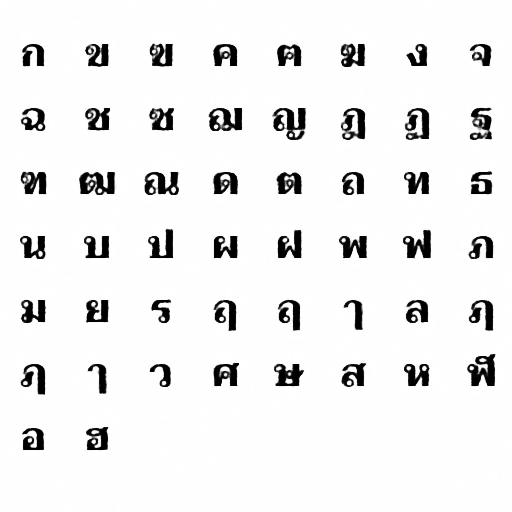 ก ข ฃ ค ฅ ฆ ง จ
ฉ ช ซ ฌ ญ ฎ ฏ ฐ
ฑ ฒ ณ ด ต ถ ท ธ
น บ ป ผ ฝ พ ฟ ภ
ม ย ร ฤ ฤ ๅ ล ฦ
ฦ ๅ ว ศ ษ ส ห ฬ
อ ฮ